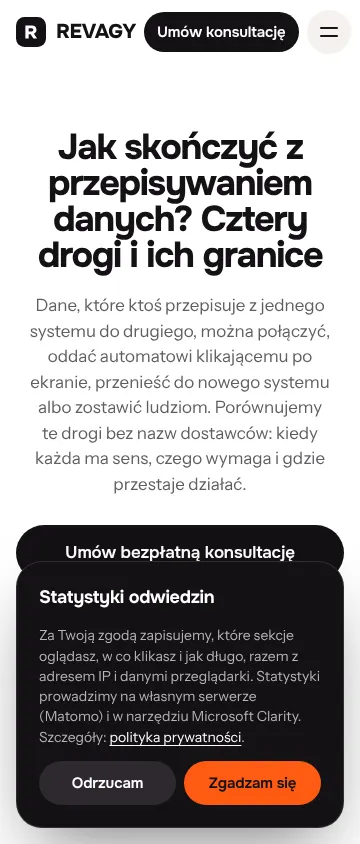 R REVAGY Umów konsultację
Jak skończyć z
przepisywaniem
danych? Cztery
drogi i ich granice
Dane, które ktoś przepisuje z jednego
systemu do drugiego, można połączyć,
oddać automatowi klikającemu po
ekranie, przenieść do nowego systemu
albo zostawić ludziom. Porównujemy
te drogi bez nazw dostawców: kiedy
każda ma sens, czego wymaga i gdzie
przestaje działać.
Umów bezpłatną konsultację
Statystyki odwiedzin
Za Twoją zgodą zapisujemy, które sekcje
oglądasz, w co klikasz i jak długo, razem z
adresem IP i danymi przeglądarki. Statystyki
prowadzimy na własnym serwerze
(Matomo) i w narzędziu Microsoft Clarity.
Szczegóły: polityka prywatności.
Odrzucam Zgadzam się